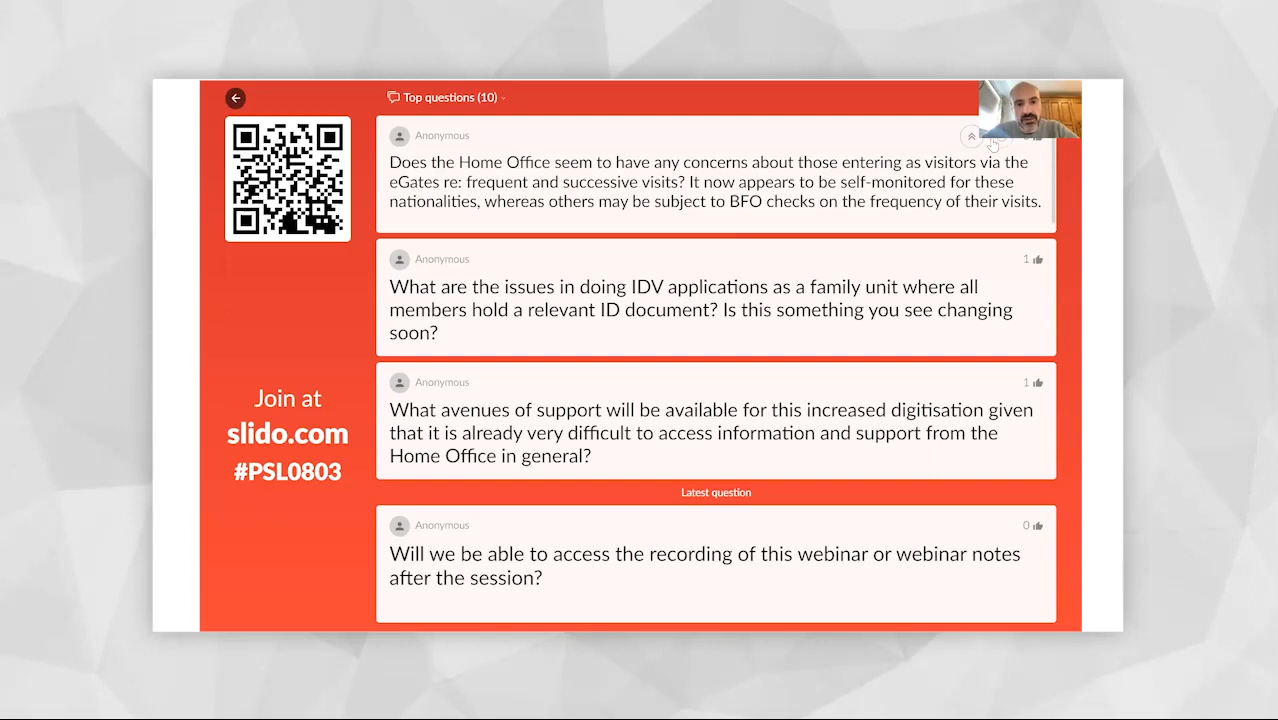 Top questions (10)
Anonymous
Does the Home Office seem to have any concerns about those entering as visitors via the
eGates re: frequent and successive visits? It now appears to be self-monitored for these
nationalities, whereas others may be subject to BFO checks on the frequency of their visits.
Anonymous
1
What are the issues in doing IDV applications as a family unit where all
members hold a relevant ID document? Is this something you see changing
soon?
Anonymous
1
What avenues of support will be available for this increased digitisation given
that it is already very difficult to access information and support from the
Home Office in general?
Latest question
Anonymous
0
Will we be able to access the recording of this webinar or webinar notes
after the session?
Join at
slido.com
#PSL0803